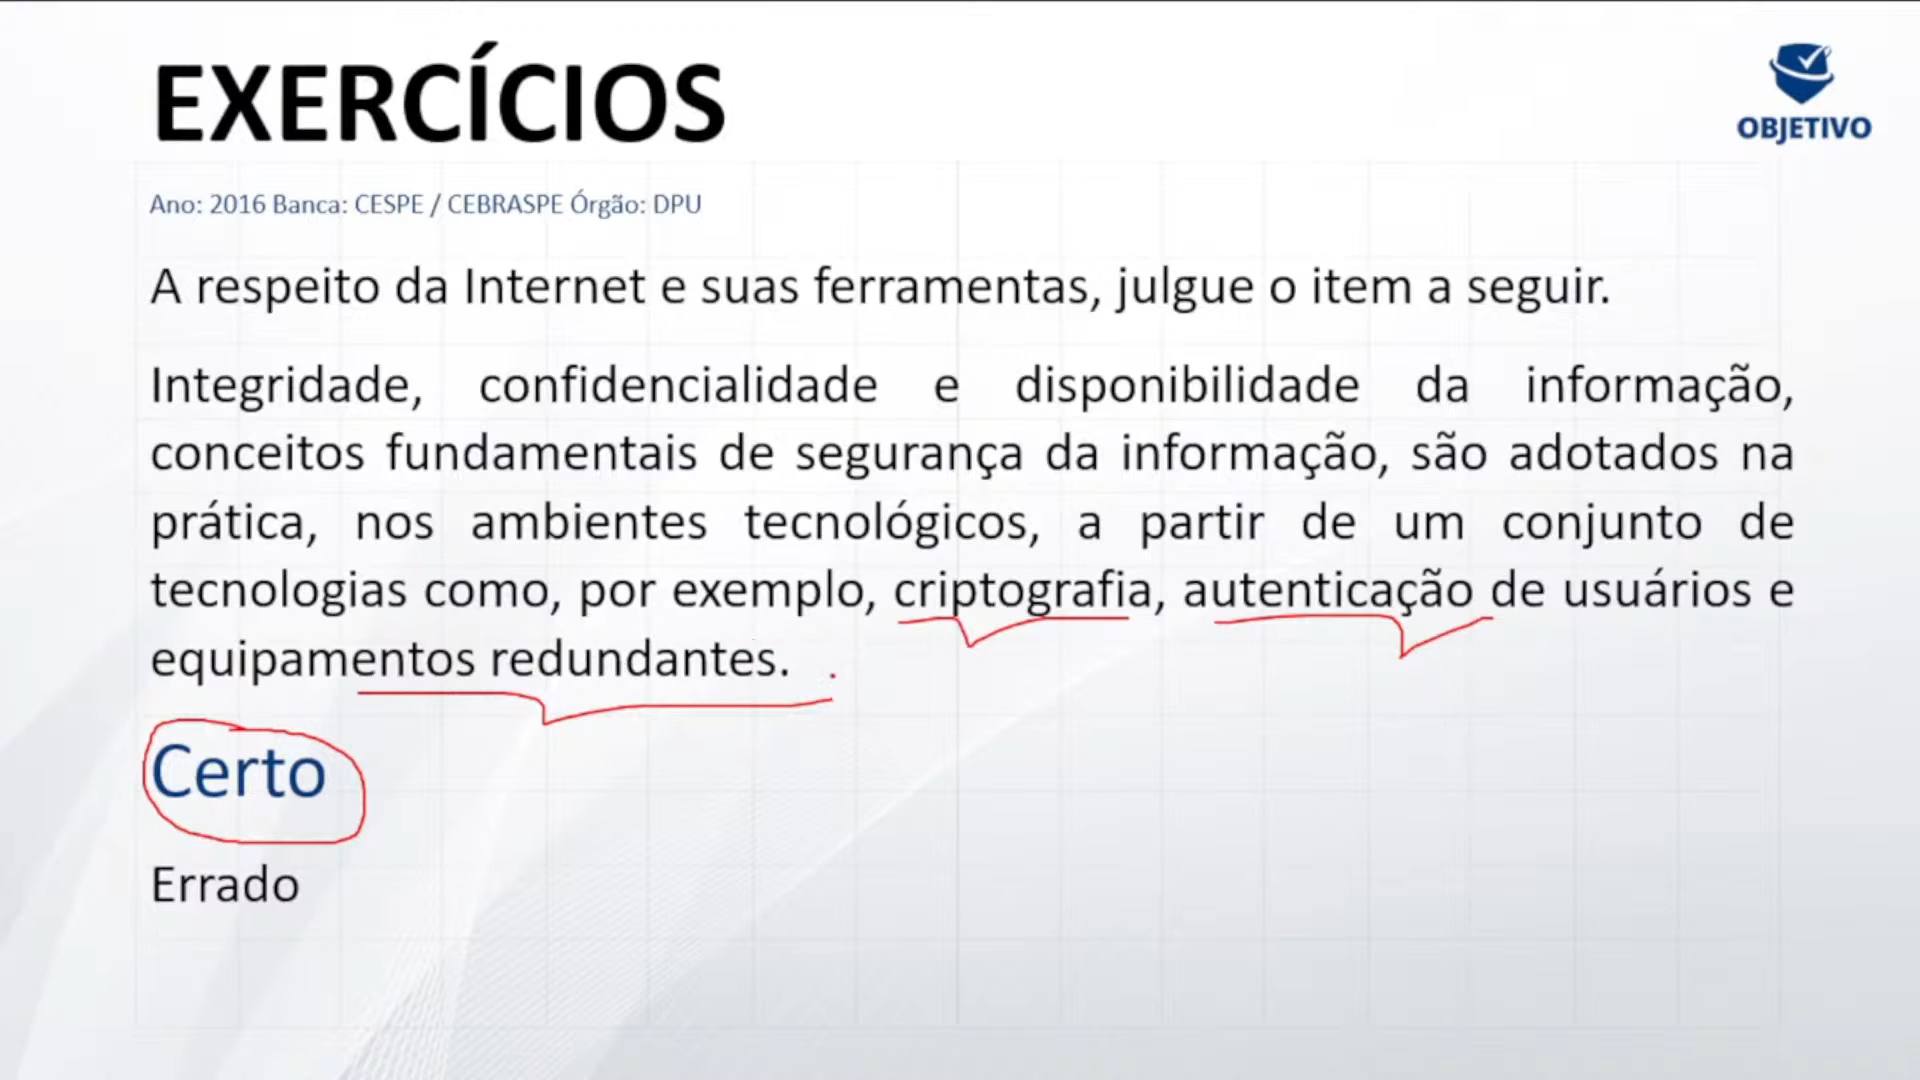 EXERCÍCIOS
OBJETIVO
Ano: 2016 Banca: CESPE / CEBRASPE Órgão: DPU
A respeito da Internet e suas ferramentas, julgue o item a seguir.
Integridade, confidencialidade e disponibilidade da informação,
conceitos fundamentais de segurança da informação, são adotados na
prática, nos ambientes tecnológicos, a partir de um conjunto de
tecnologias como, por exemplo, criptografia, autenticação de usuários e
equipamentos redundantes.
Certo
Errado